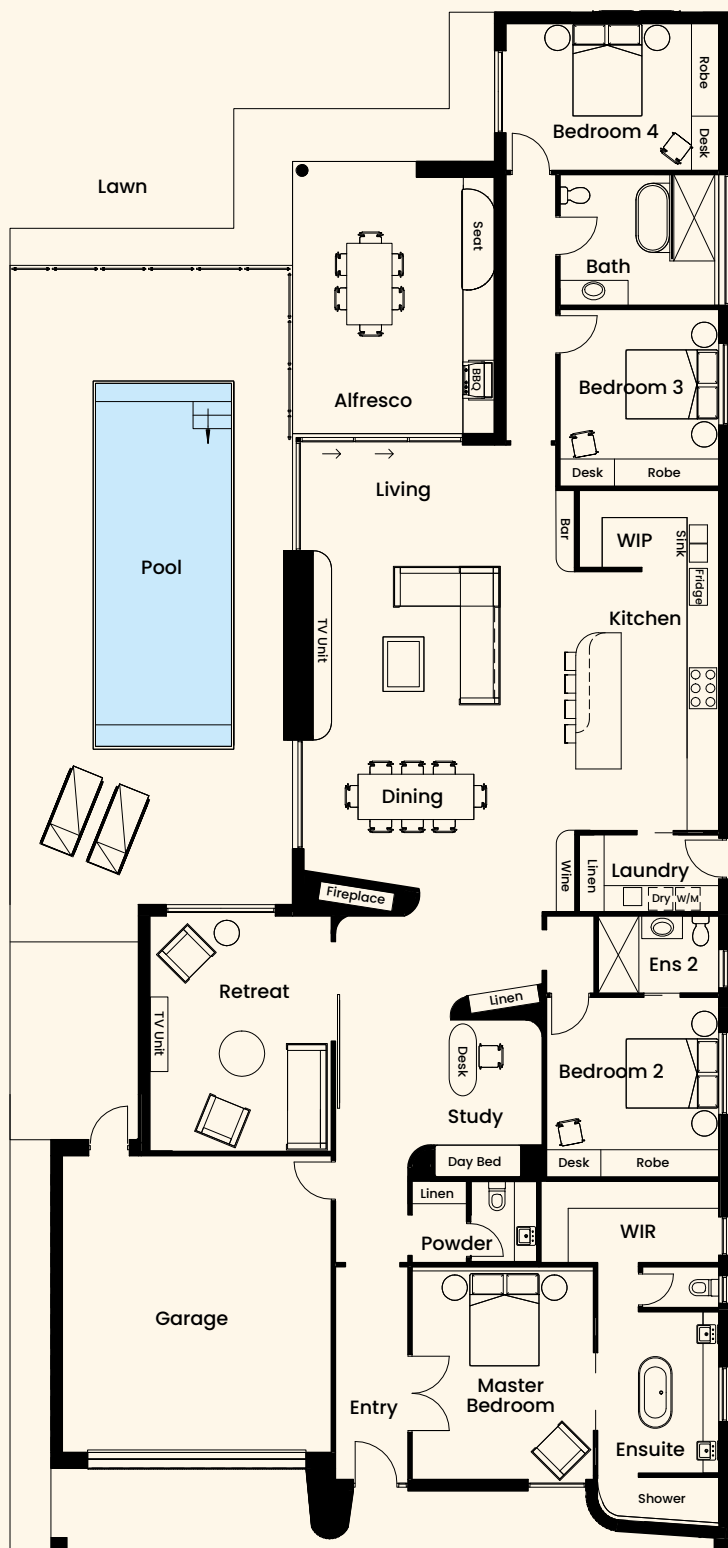 Robe
Bedroom 4
Desk
Lawn
Seat
Bath
BBQ
Bedroom 3
Alfresco
Desk
Robe
Living
Bar
WIP
Sink
Fridge
Pool
Kitchen
TV Unit
Dining
Wine
Linen
Laundry
Dry
W/M
Fireplace
Ens 2
Retreat
Linen
TV Unit
Desk
Bedroom 2
Study
Day Bed
Desk
Robe
Linen
Powder
WIR
Garage
Master
Bedroom
Entry
Ensuite
Shower